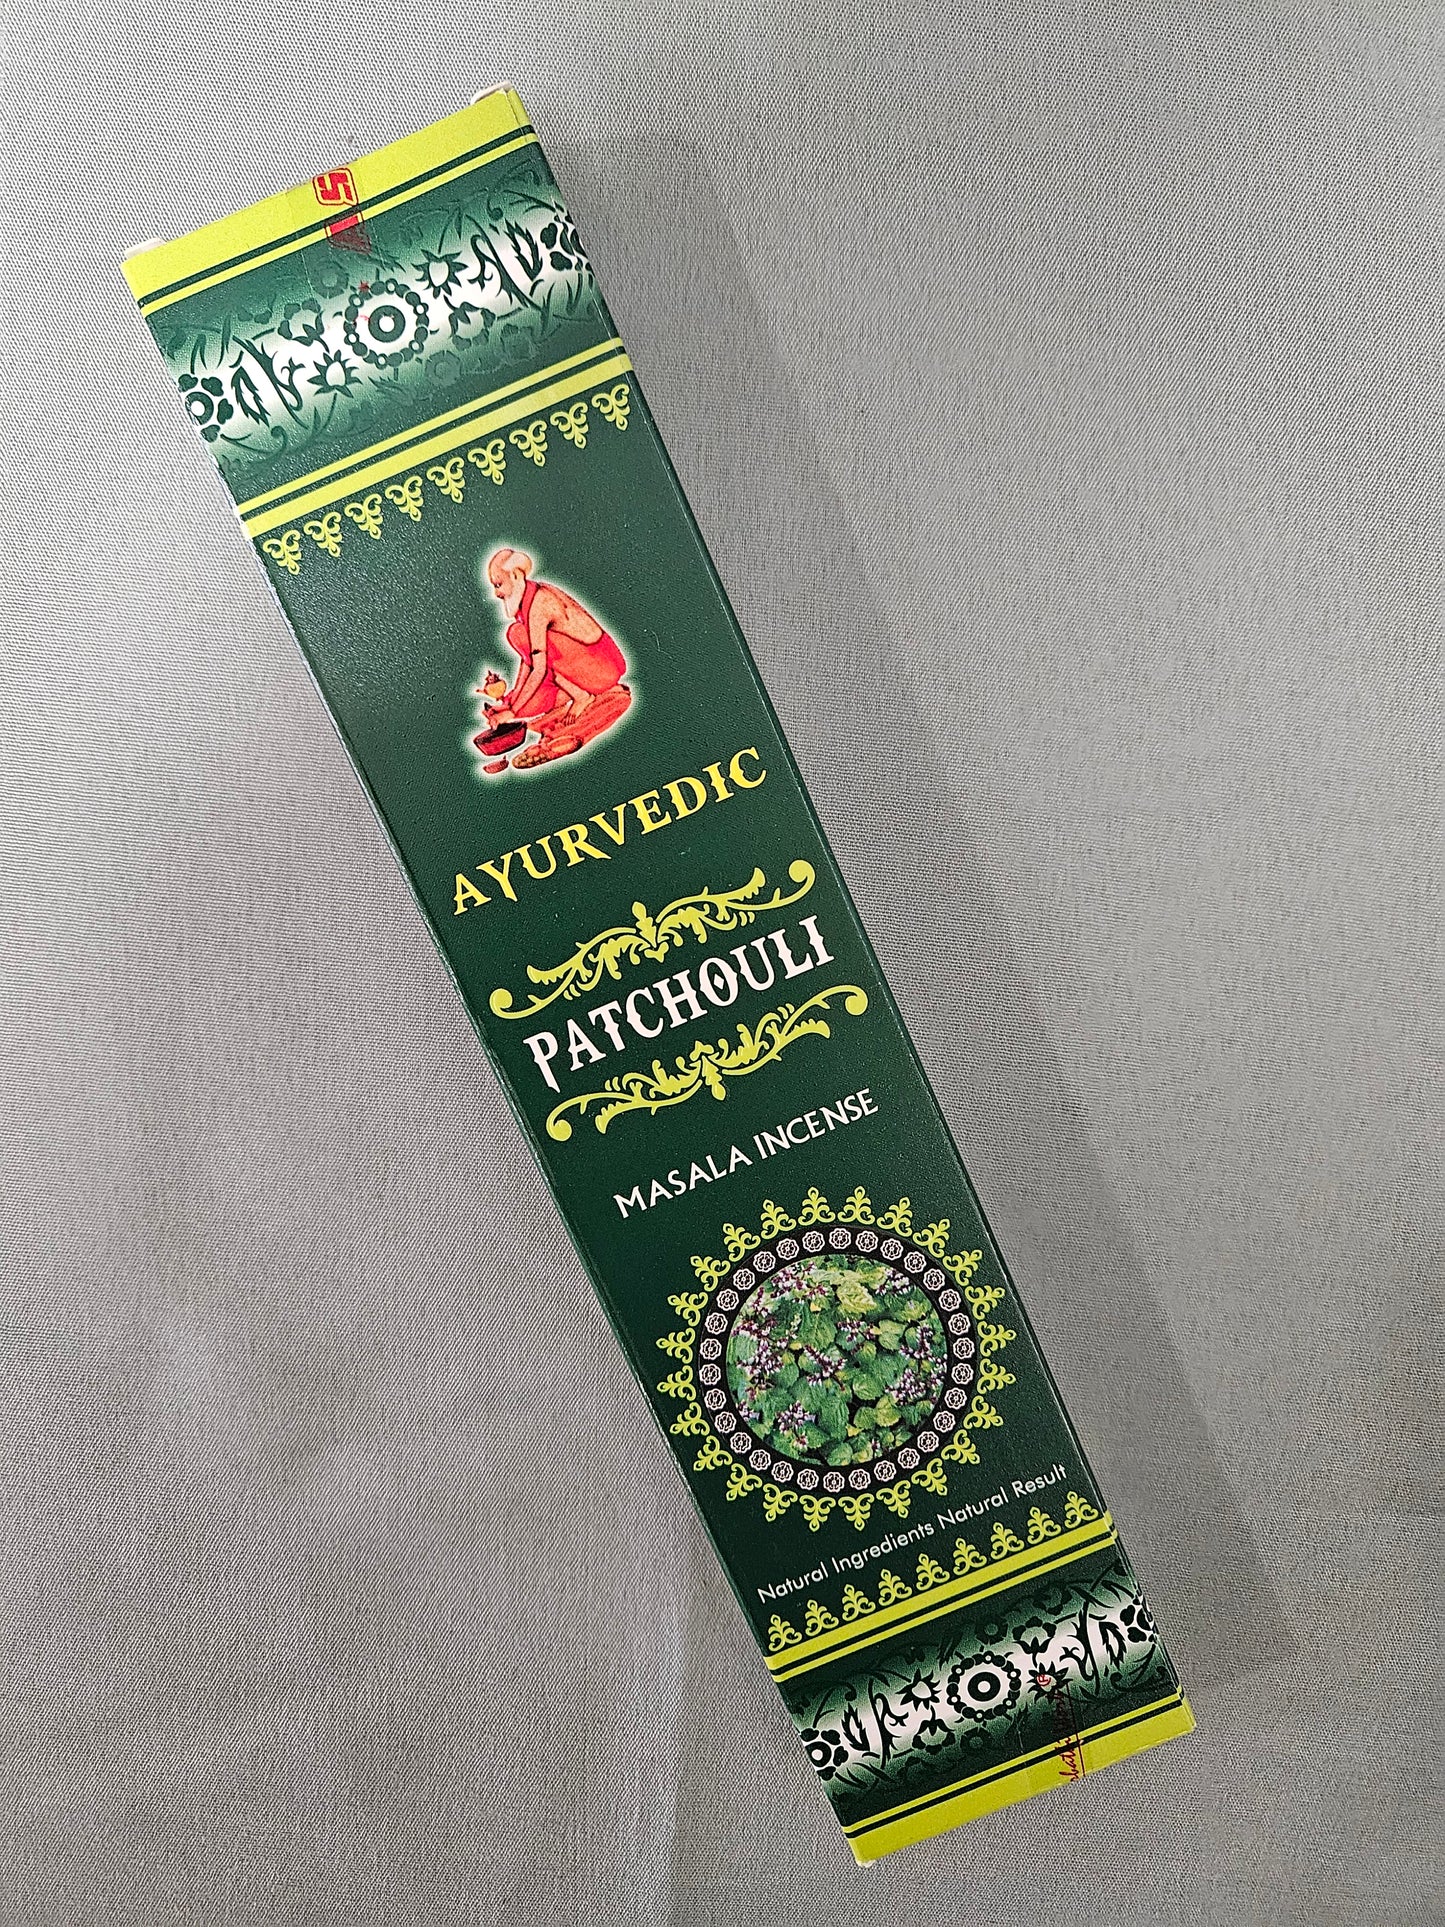 AYURVEDIC
PATCHOULI
MASALA INCENSE
Natural Ingredients Natural Result